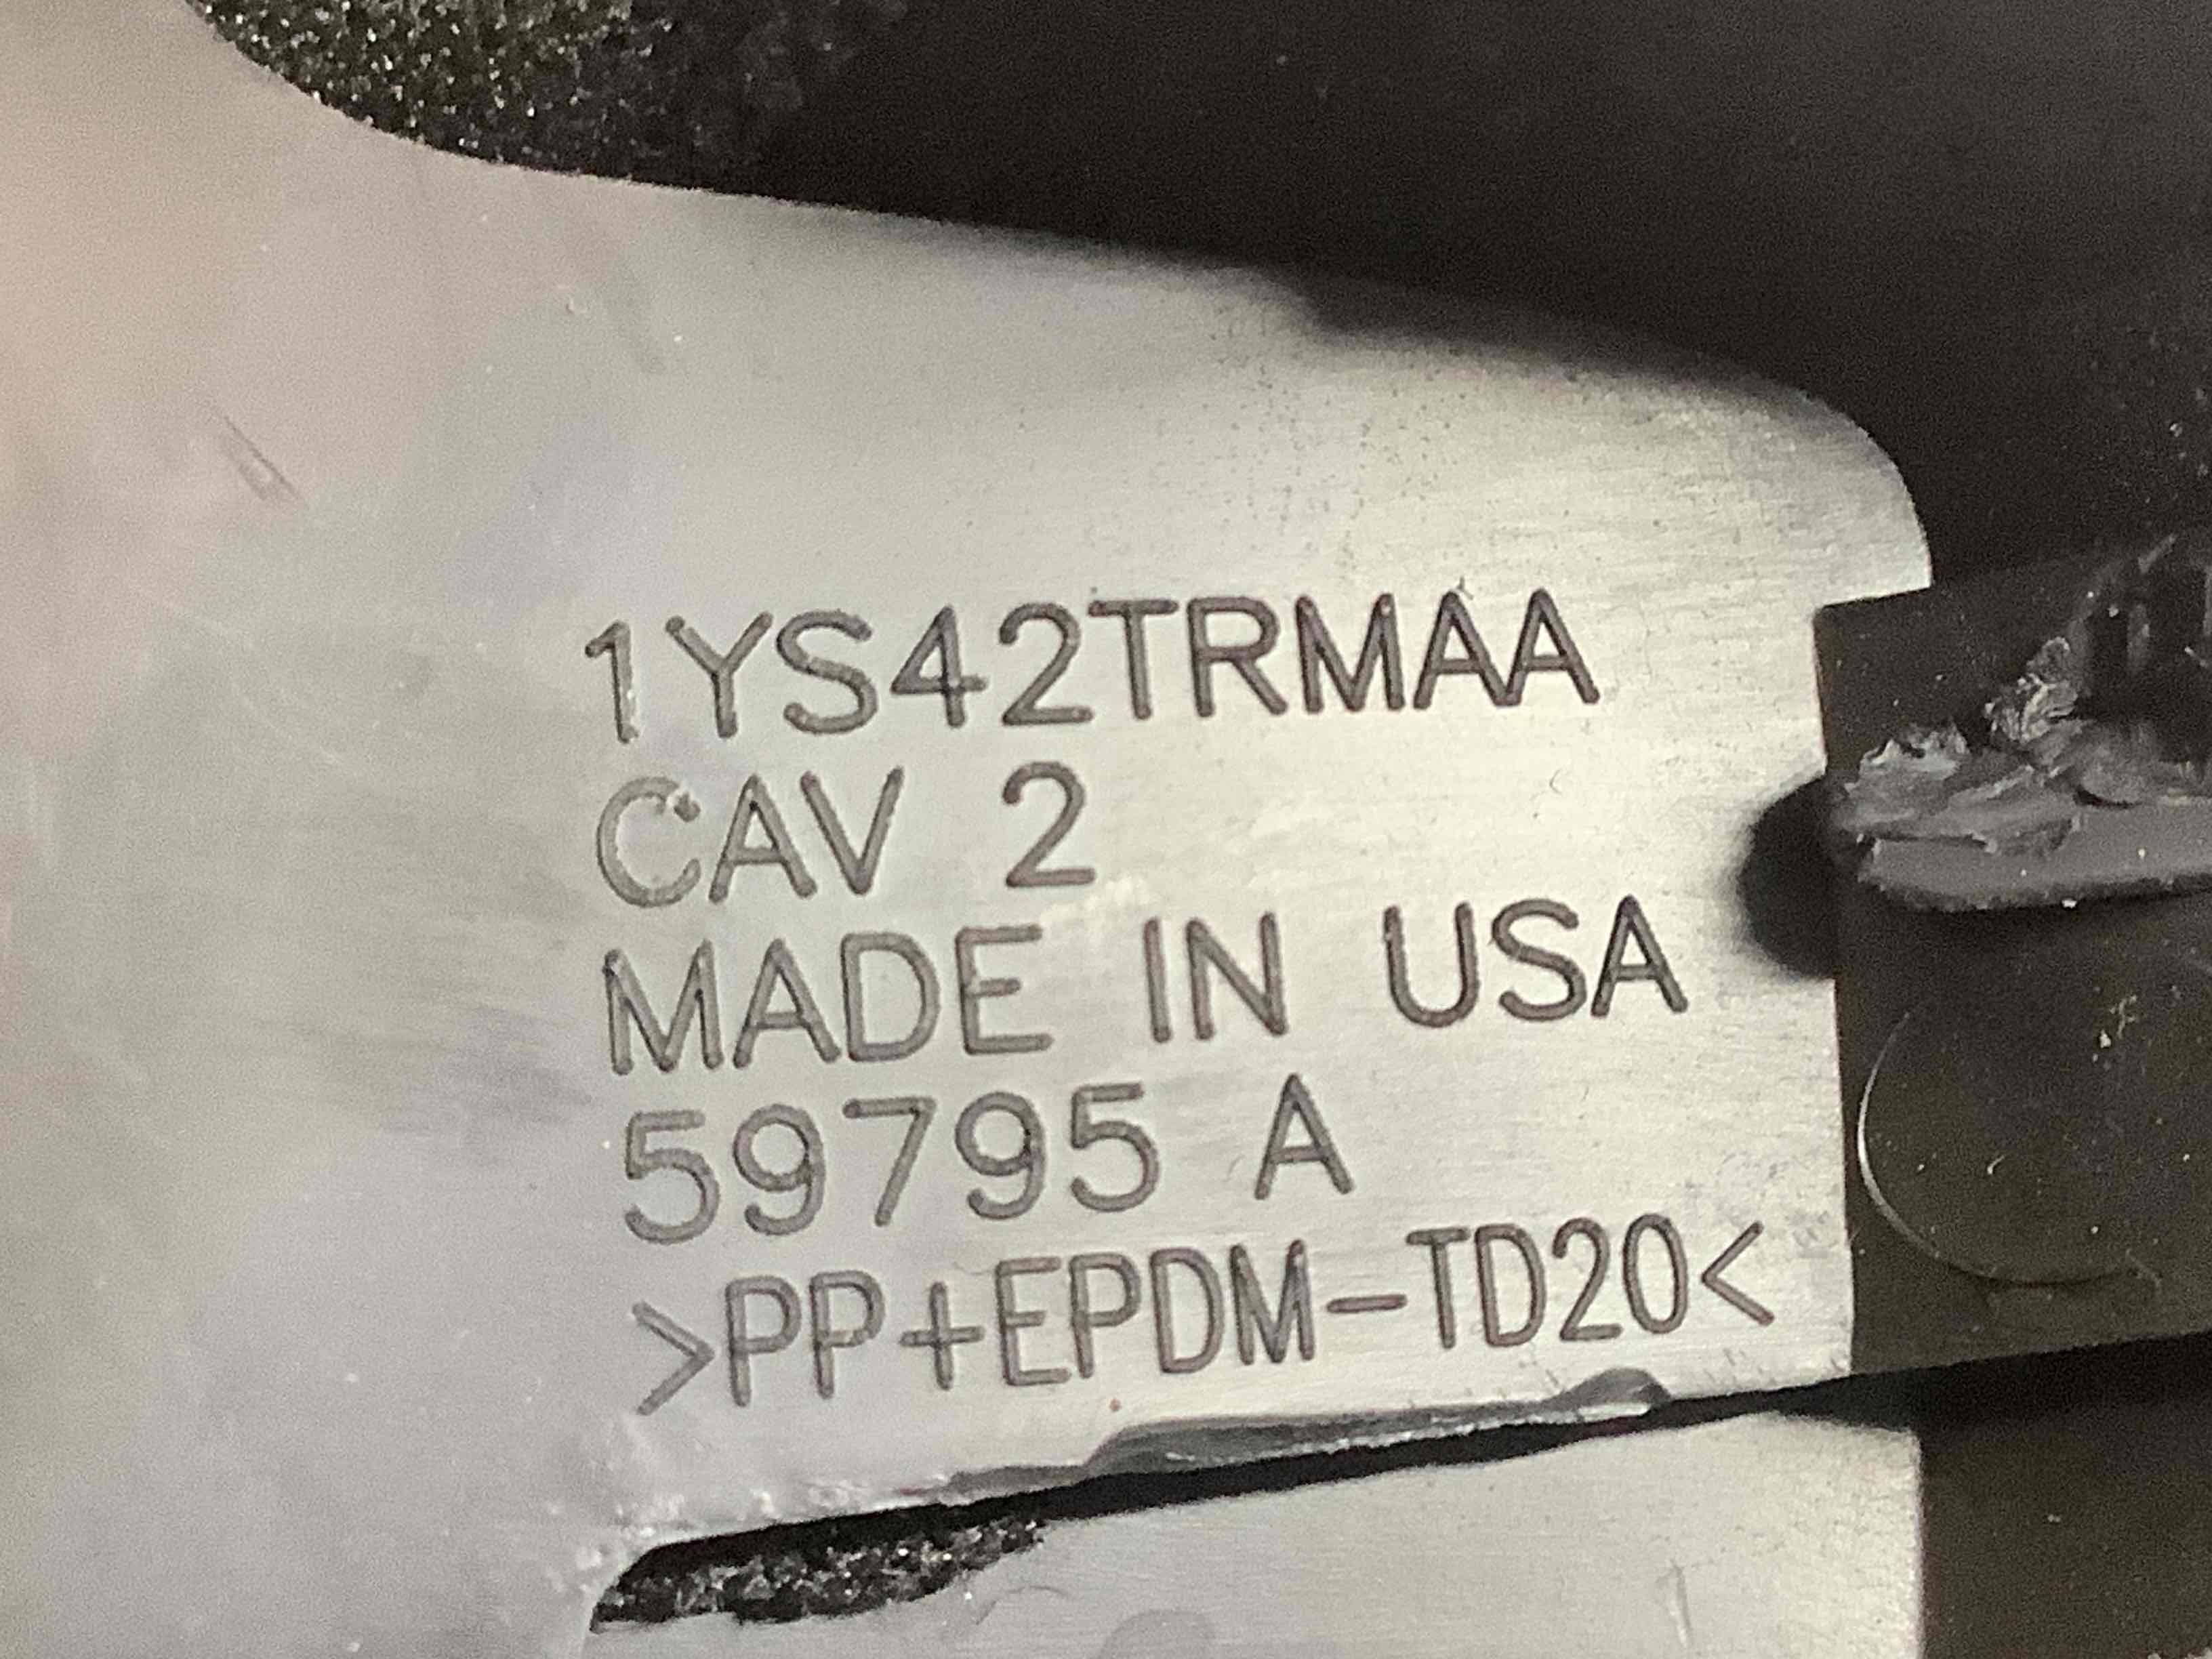 1YS42TRMAA
CAV 2
MADE IN USA
59795 A
>PP+EPDM-TD20<